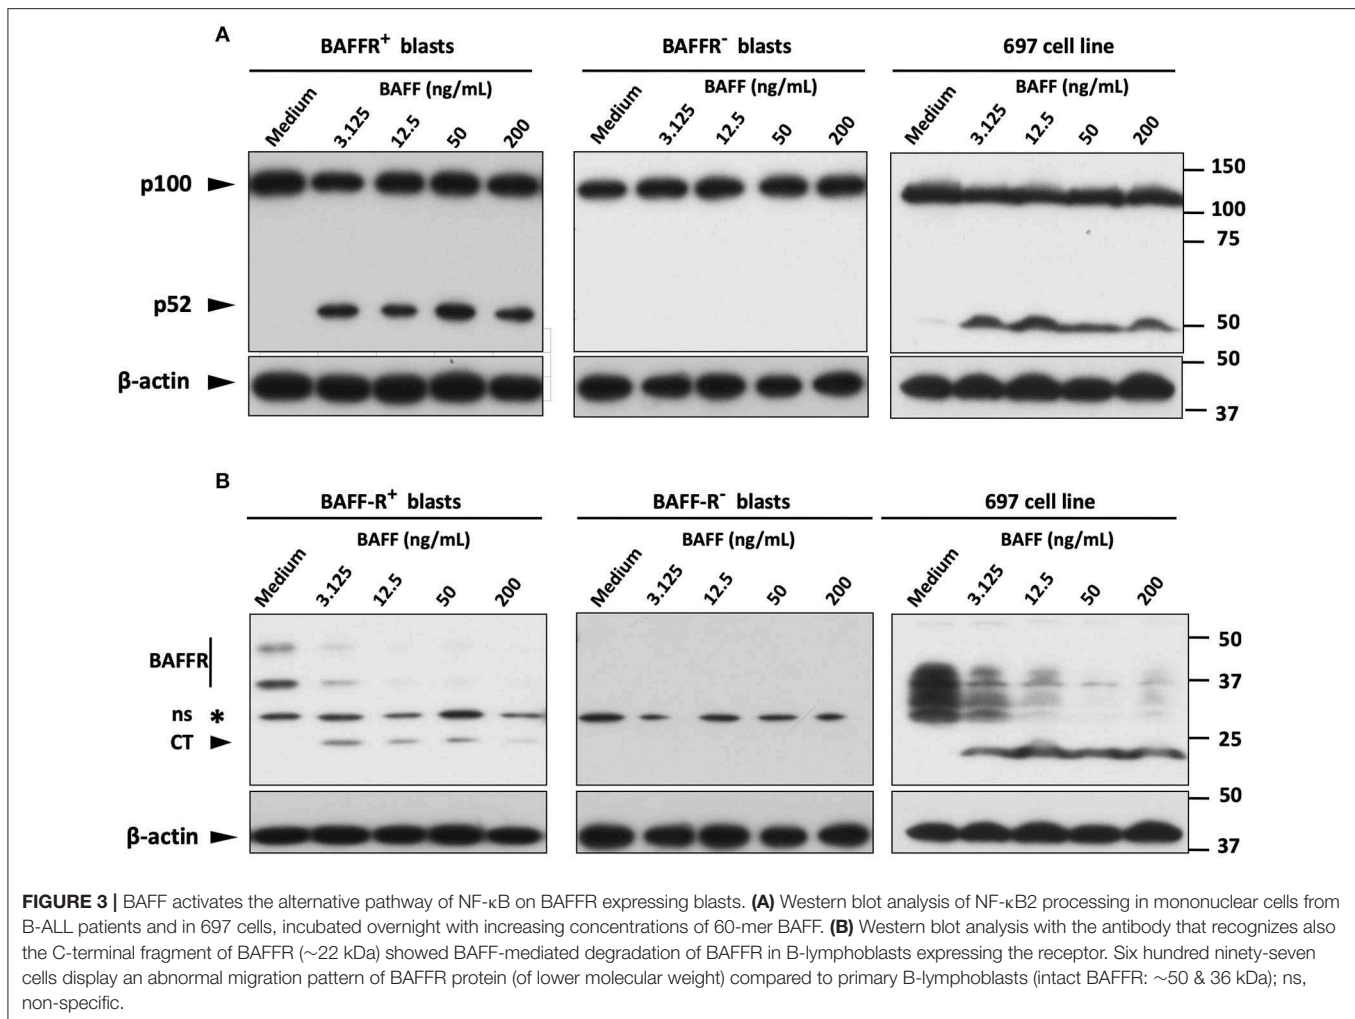 A
BAFFR+ blasts
BAFFR- blasts
697 cell line
BAFF (ng/mL)
BAFF (ng/mL)
BAFF (ng/mL)
Medium 3.125 12.5 50 200
Medium 3.125 12.5 50 200
Medium 3.125 12.5 50 200
p100
p52
β-actin
150
100
75
50
50
37
B
BAFF-R+ blasts
BAFF-R- blasts
697 cell line
BAFF (ng/mL)
BAFF (ng/mL)
BAFF (ng/mL)
Medium 3.125 12.5 50 200
Medium 3.125 12.5 50 200
Medium 3.125 12.5 50 200
BAFFR
ns *
CT
β-actin
50
37
25
50
37
FIGURE 3 | BAFF activates the alternative pathway of NF-κB on BAFFR expressing blasts. (A) Western blot analysis of NF-κB2 processing in mononuclear cells from
B-ALL patients and in 697 cells, incubated overnight with increasing concentrations of 60-mer BAFF. (B) Western blot analysis with the antibody that recognizes also
the C-terminal fragment of BAFFR (∼22 kDa) showed BAFF-mediated degradation of BAFFR in B-lymphoblasts expressing the receptor. Six hundred ninety-seven
cells display an abnormal migration pattern of BAFFR protein (of lower molecular weight) compared to primary B-lymphoblasts (intact BAFFR: ∼50 & 36 kDa); ns,
non-specific.